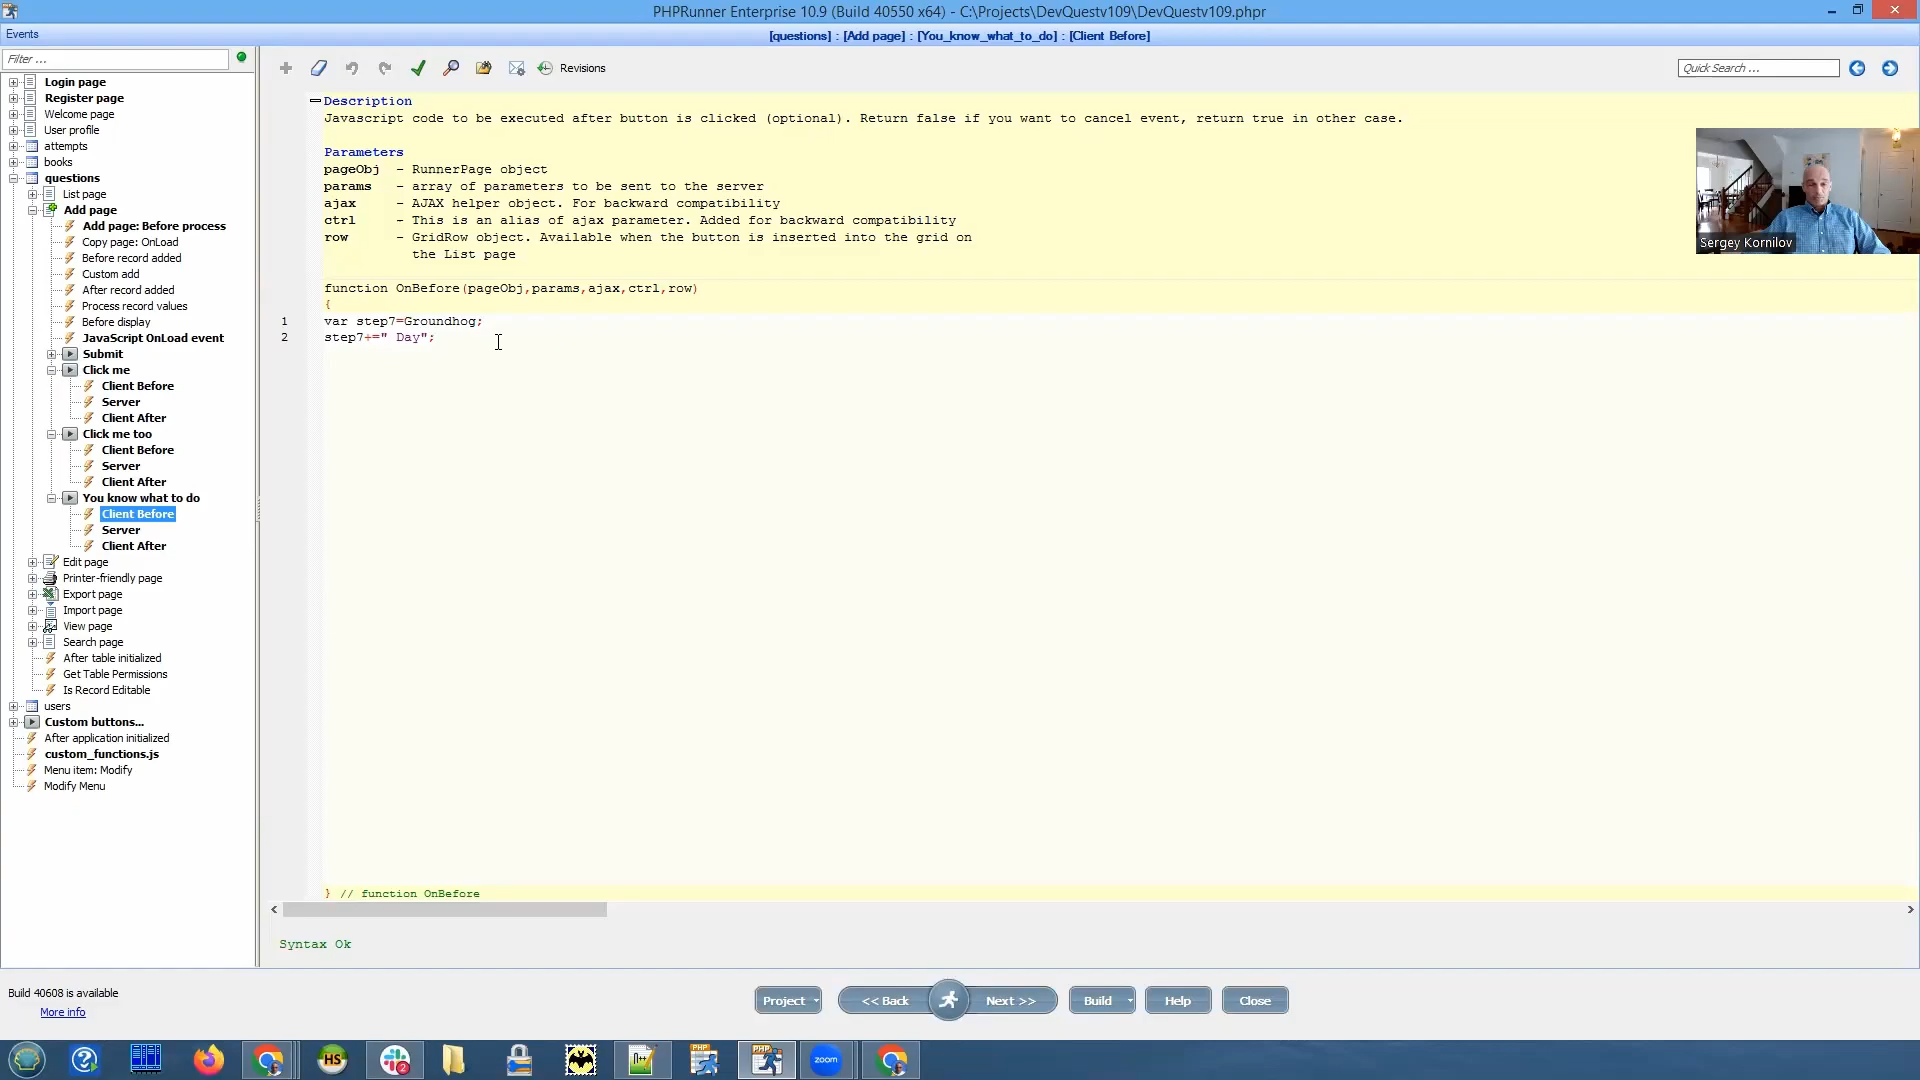 PHPRunner Enterprise 10.9 (Build 40550 x64) - C:\Projects\DevQuestv109\DevQuestv109.phpr
Events
[questions] : [Add page] : [You_know_what_to_do] : [Client Before]
Filter ...
Revisions
Quick Search ...
Login page
Register page
Welcome page
User profile
attempts
books
questions
List page
Add page
Add page: Before process
Copy page: OnLoad
Before record added
Custom add
After record added
Process record values
Before display
JavaScript OnLoad event
Submit
Click me
Client Before
Server
Client After
Click me too
Client Before
Server
Client After
You know what to do
Client Before
Server
Client After
Edit page
Printer-friendly page
Export page
Import page
View page
Search page
After table initialized
Get Table Permissions
Is Record Editable
users
Custom buttons...
After application initialized
custom_functions.js
Menu item: Modify
Modify Menu
Description
Javascript code to be executed after button is clicked (optional). Return false if you want to cancel event, return true in other case.
Parameters
pageObj - RunnerPage object
params - array of parameters to be sent to the server
ajax - AJAX helper object. For backward compatibility
ctrl - This is an alias of ajax parameter. Added for backward compatibility
row - GridRow object. Available when the button is inserted into the grid on
the List page
function OnBefore(pageObj,params,ajax,ctrl,row)
{
1 var step7=Groundhog;
2 step7+=" Day";
} // function OnBefore
Syntax Ok
Sergey Kornilov
Build 40608 is available
More info
Project
<< Back
Next >>
Build
Help
Close
HS
2
n++
PHP
PHP
zoom